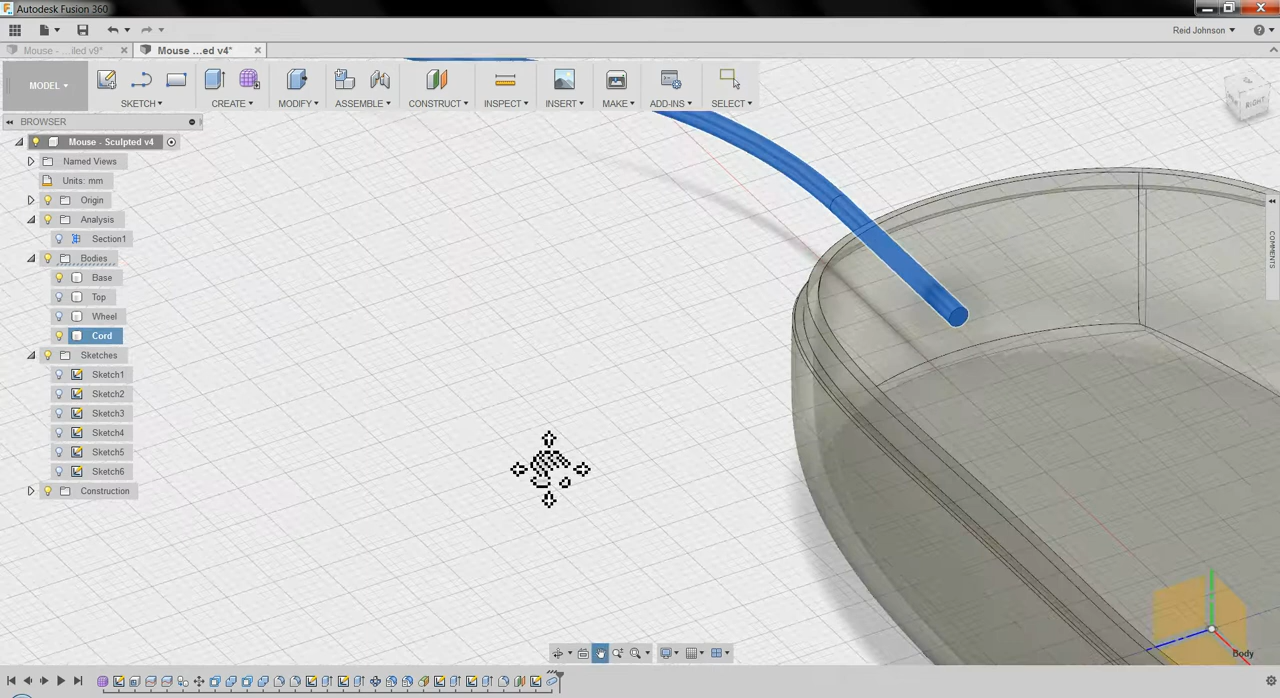 Autodesk Fusion 360
Reid Johnson
Mouse - ...iled v9*
Mouse ...ed v4*
MODEL
SKETCH
CREATE
MODIFY
ASSEMBLE
CONSTRUCT
INSPECT
INSERT
MAKE
ADD-INS
SELECT
RIGHT
BROWSER
Mouse - Sculpted v4
Named Views
Units: mm
Origin
Analysis
Section1
Bodies
Base
Top
Wheel
Cord
Sketches
Sketch1
Sketch2
Sketch3
Sketch4
Sketch5
Sketch6
Construction
COMMENTS
Body